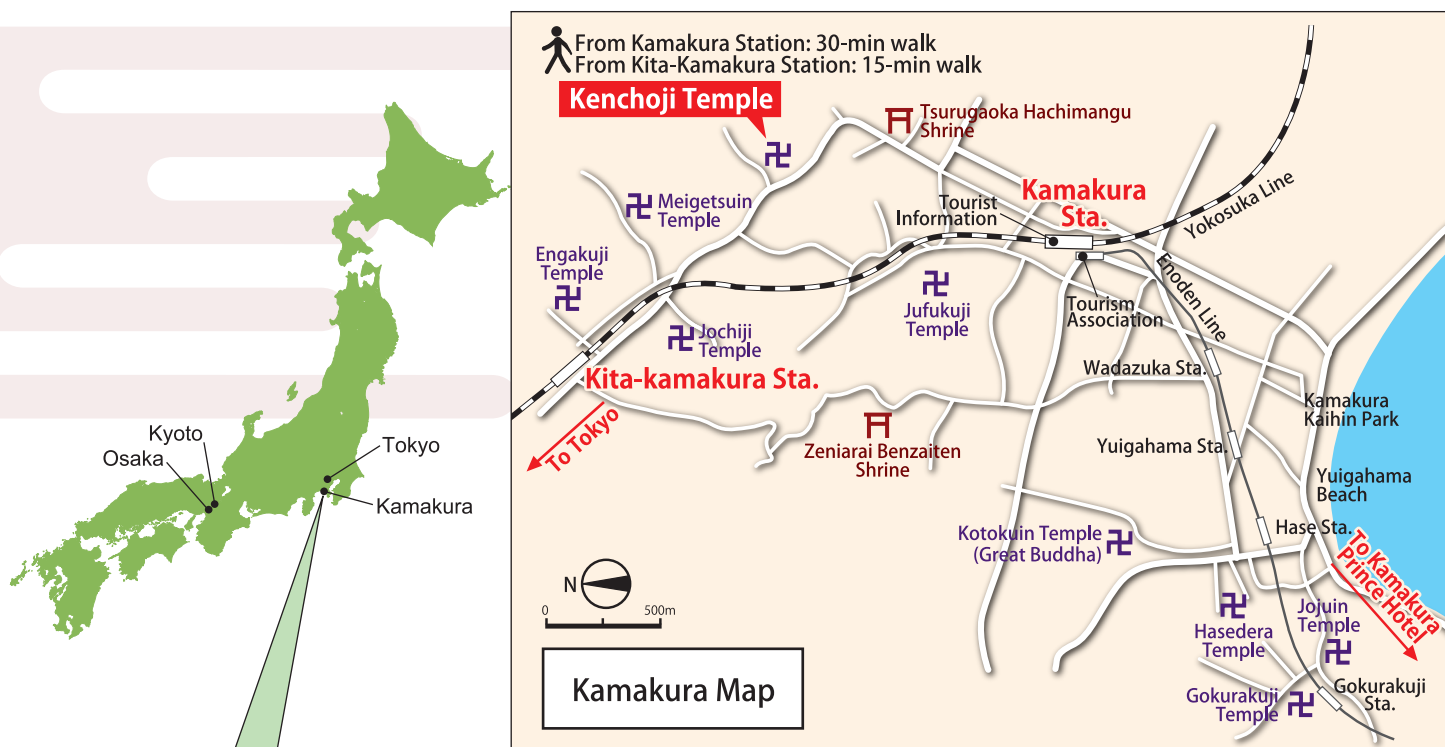 From Kamakura Station: 30-min walk
From Kita-Kamakura Station: 15-min walk
Kenchoji Temple
Tsurugaoka Hachimangu
Shrine
Meigetsuin
Temple
Tourist
Information
Kamakura
Sta.
Yokosuka Line
Engakuji
Temple
Jochiji
Temple
Jufukuji
Temple
Tourism
Association
Enoden Line
Kita-kamakura Sta.
To Tokyo
Wadazuka Sta.
Kamakura
Kaihin Park
Zeniarai Benzaiten
Shrine
Yuigahama Sta.
Yuigahama
Beach
Kotokuin Temple
(Great Buddha)
Hase Sta.
To Kamakura
Prince Hotel
Hasedera
Temple
Jojuin
Temple
Gokurakuji
Temple
Gokurakuji
Sta.
N
0 500m
Kamakura Map
Kyoto
Osaka
Tokyo
Kamakura